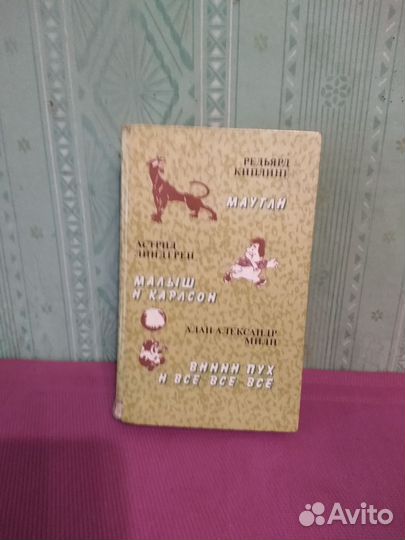 РЕДЬЯРД
КИПЛИНГ
МАУГЛИ
АСТРИД
ЛИНДГРЕН
МАЛЫШ
И КАРЛСОН
АЛАН АЛЕКСАНДР
МИЛН
ВИННИ ПУХ
И ВСЕ ВСЕ ВСЕ
Avito